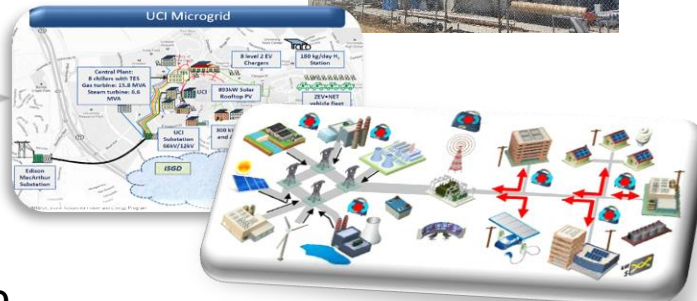 UCI Microgrid
8 level 2 EV
Chargers
180 kg/day H₂
Station
Central Plant:
8 chillers with TES
Gas turbine: 13.8 MVA
Steam turbine: 6.6
MVA
UCI
893kW Solar
Rooftop PV
ZEV•NET
vehicle fleet
UCI
Substation
66kV/12kV
Edison
MacArthur
Substation
ISGD